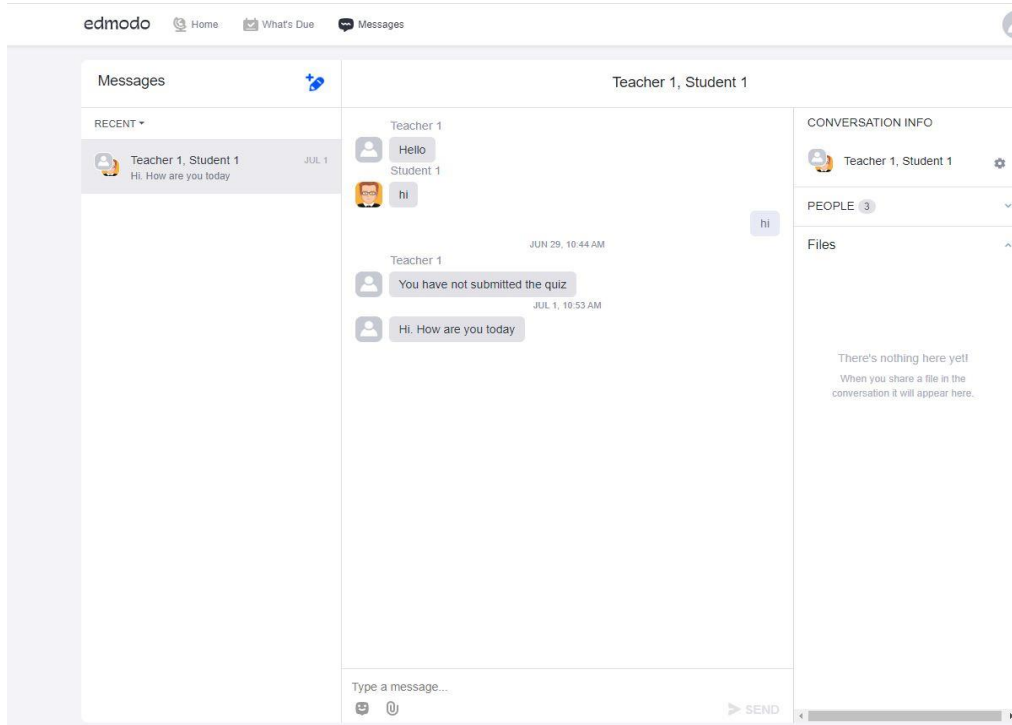 edmodo Home What's Due Messages
Messages
RECENT
Teacher 1, Student 1 JUL 1
Hi. How are you today
Teacher 1, Student 1
Teacher 1
Hello
Student 1
hi
hi
JUN 29, 10:44 AM
Teacher 1
You have not submitted the quiz
JUL 1, 10:53 AM
Hi. How are you today
Type a message...
SEND
CONVERSATION INFO
Teacher 1, Student 1
PEOPLE 3
Files
There's nothing here yet!
When you share a file in the
conversation it will appear here.